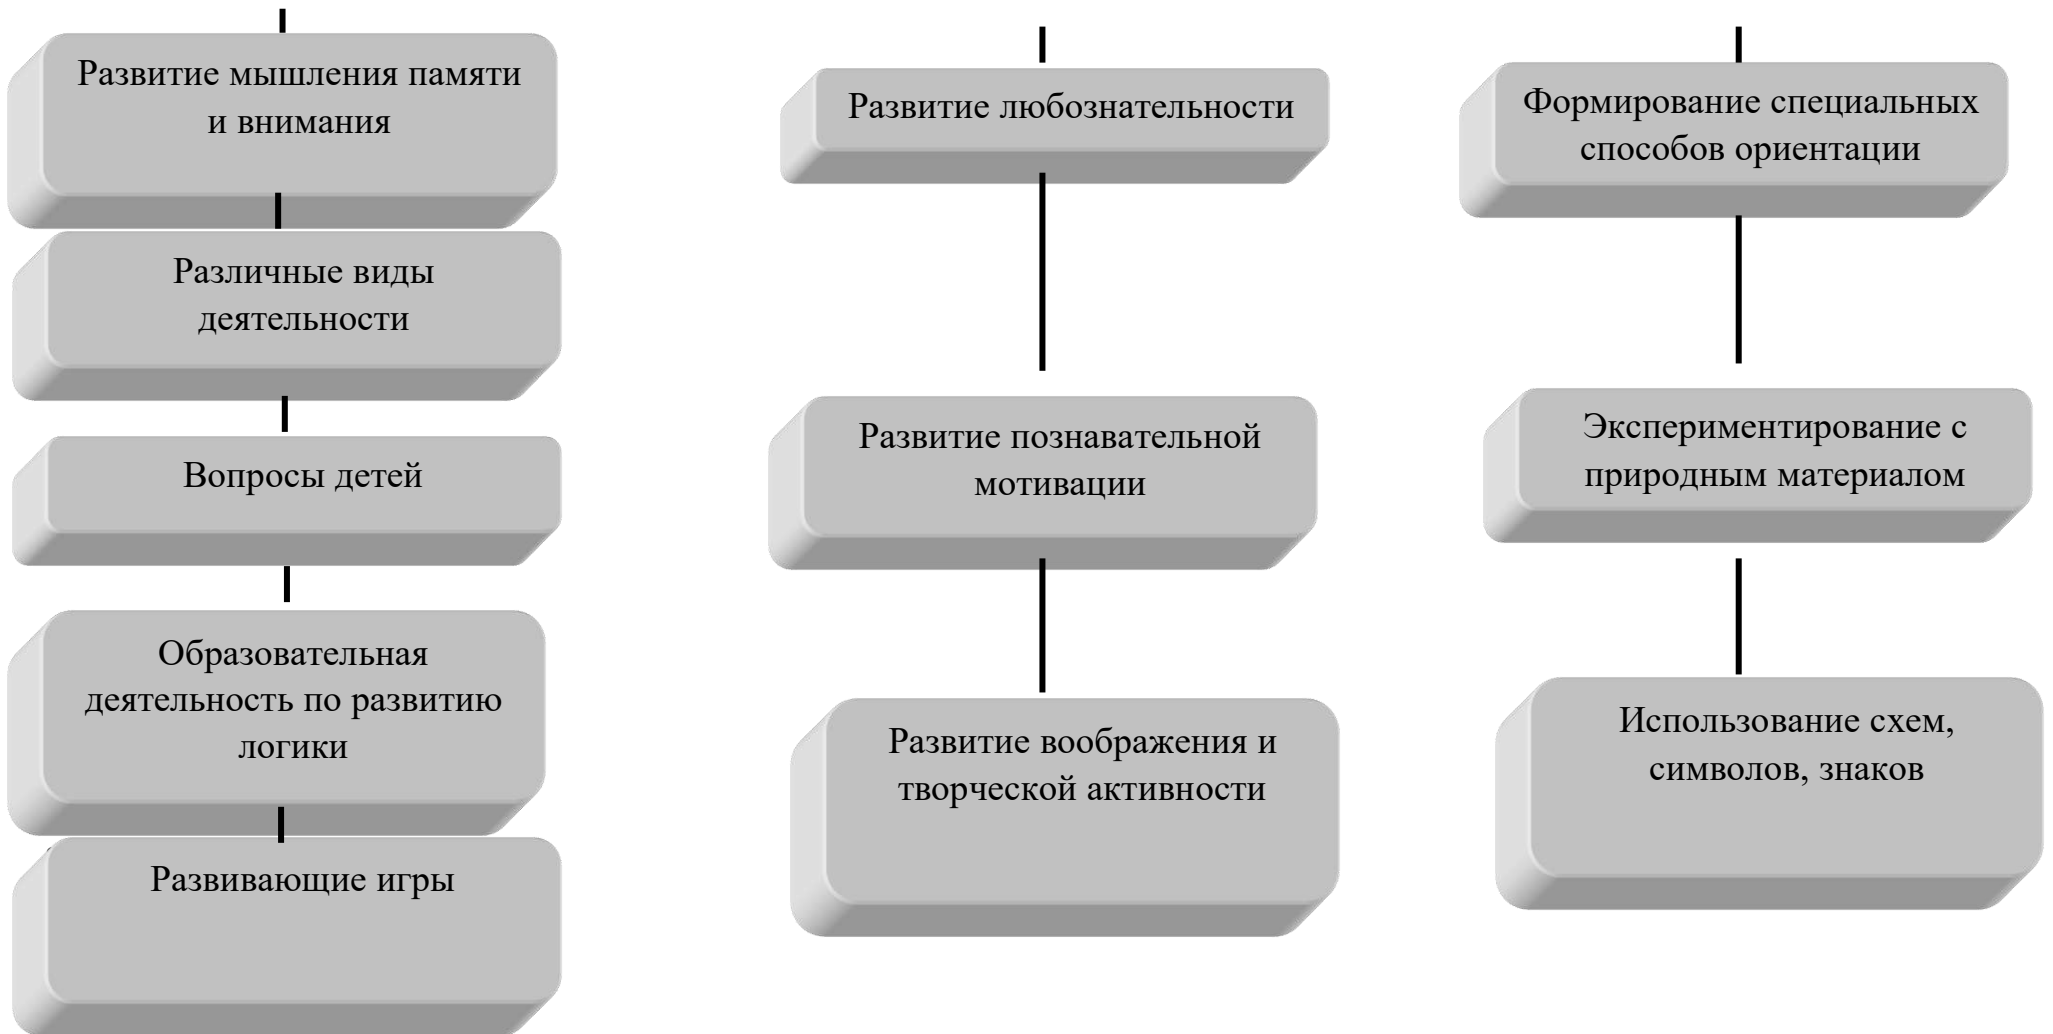 Развитие мышления памяти
и внимания
Различные виды
деятельности
Вопросы детей
Образовательная
деятельность по развитию
логики
Развивающие игры
Развитие любознательности
Развитие познавательной
мотивации
Развитие воображения и
творческой активности
Формирование специальных
способов ориентации
Экспериментирование с
природным материалом
Использование схем,
символов, знаков